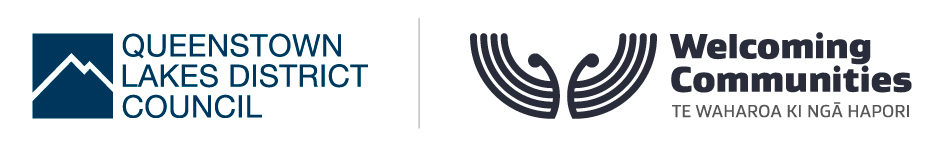 QUEENSTOWN
LAKES DISTRICT
COUNCIL
Welcoming
Communities
TE WAHAROA KI NGĀ HAPORI